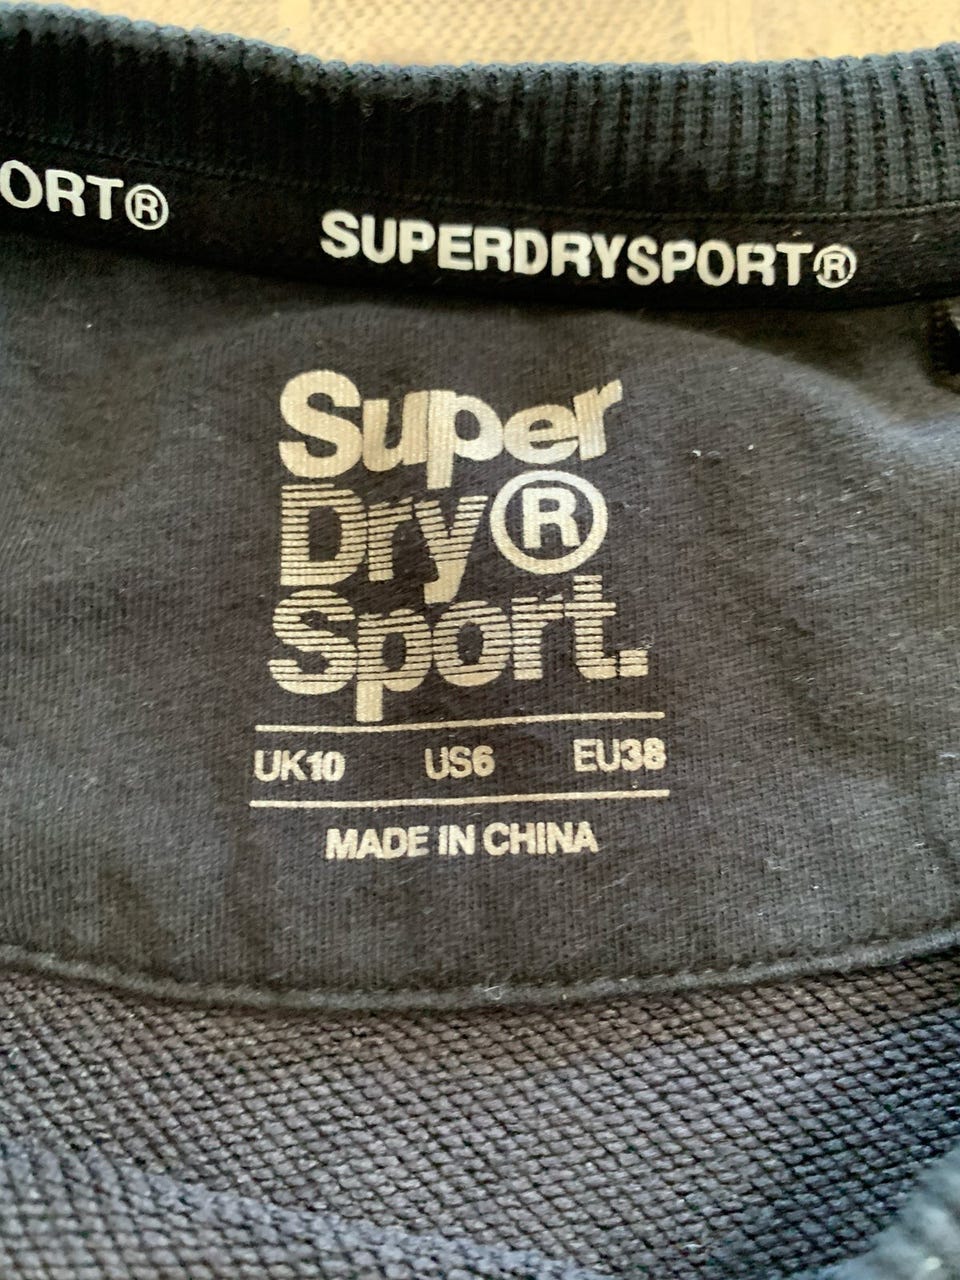 ORT®
SUPERDRYSPORT®
Super
Dry®
Sport.
UK10 US6 EU38
MADE IN CHINA